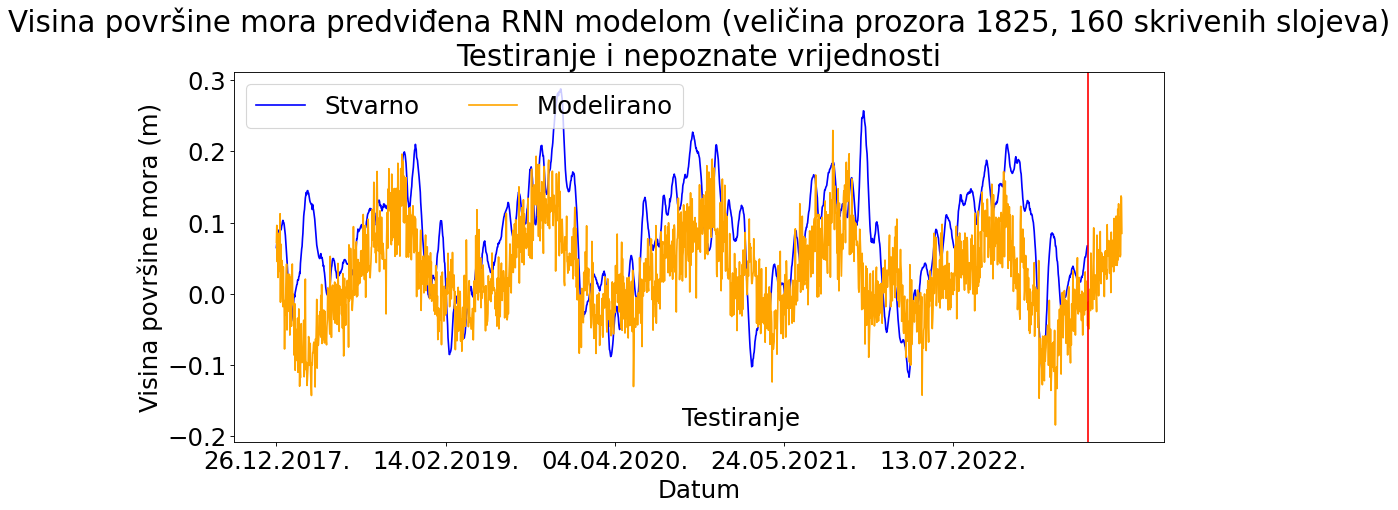 Visina površine mora predviđena RNN modelom (veličina prozora 1825, 160 skrivenih slojeva)
Testiranje i nepoznate vrijednosti
Stvarno
Modelirano
Visina površine mora (m)
0.3
0.2
0.1
0.0
−0.1
−0.2
Testiranje
26.12.2017.
14.02.2019.
04.04.2020.
24.05.2021.
13.07.2022.
Datum